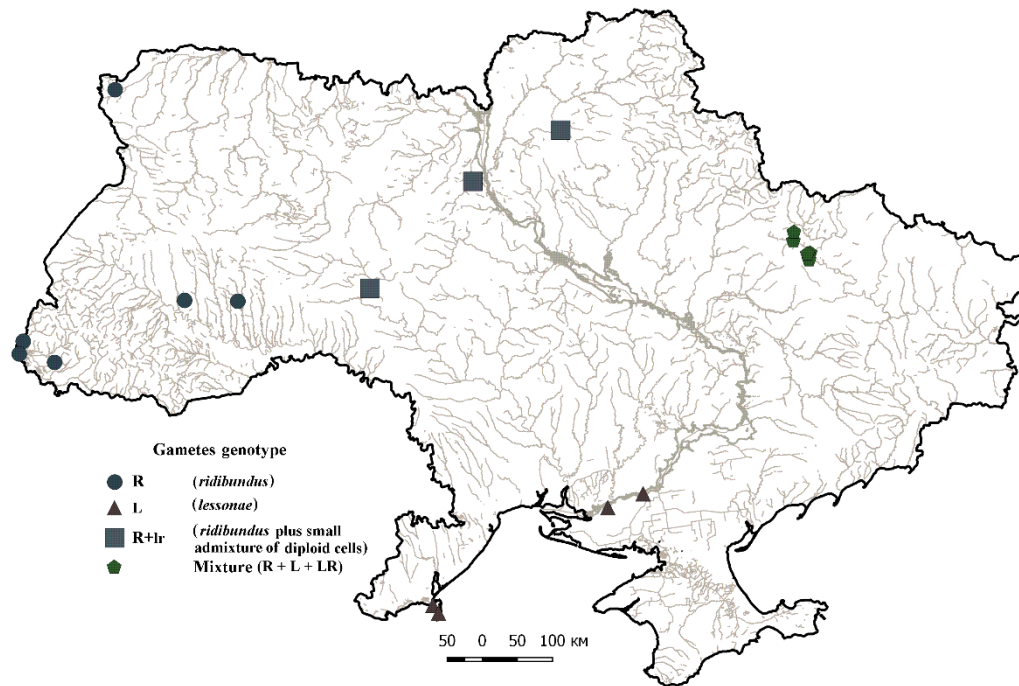 Gametes genotype
R (ridibundus)
L (lessonae)
R+lr (ridibundus plus small
admixture of diploid cells)
Mixture (R + L + LR)
50 0 50 100 км